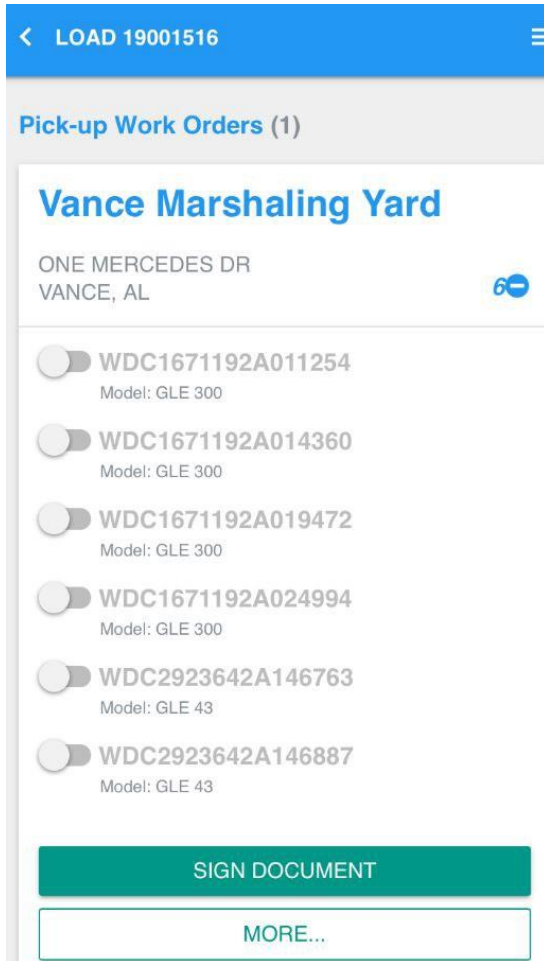 LOAD 19001516
Pick-up Work Orders (1)
Vance Marshaling Yard
ONE MERCEDES DR
VANCE, AL
6
WDC1671192A011254
Model: GLE 300
WDC1671192A014360
Model: GLE 300
WDC1671192A019472
Model: GLE 300
WDC1671192A024994
Model: GLE 300
WDC2923642A146763
Model: GLE 43
WDC2923642A146887
Model: GLE 43
SIGN DOCUMENT
MORE...